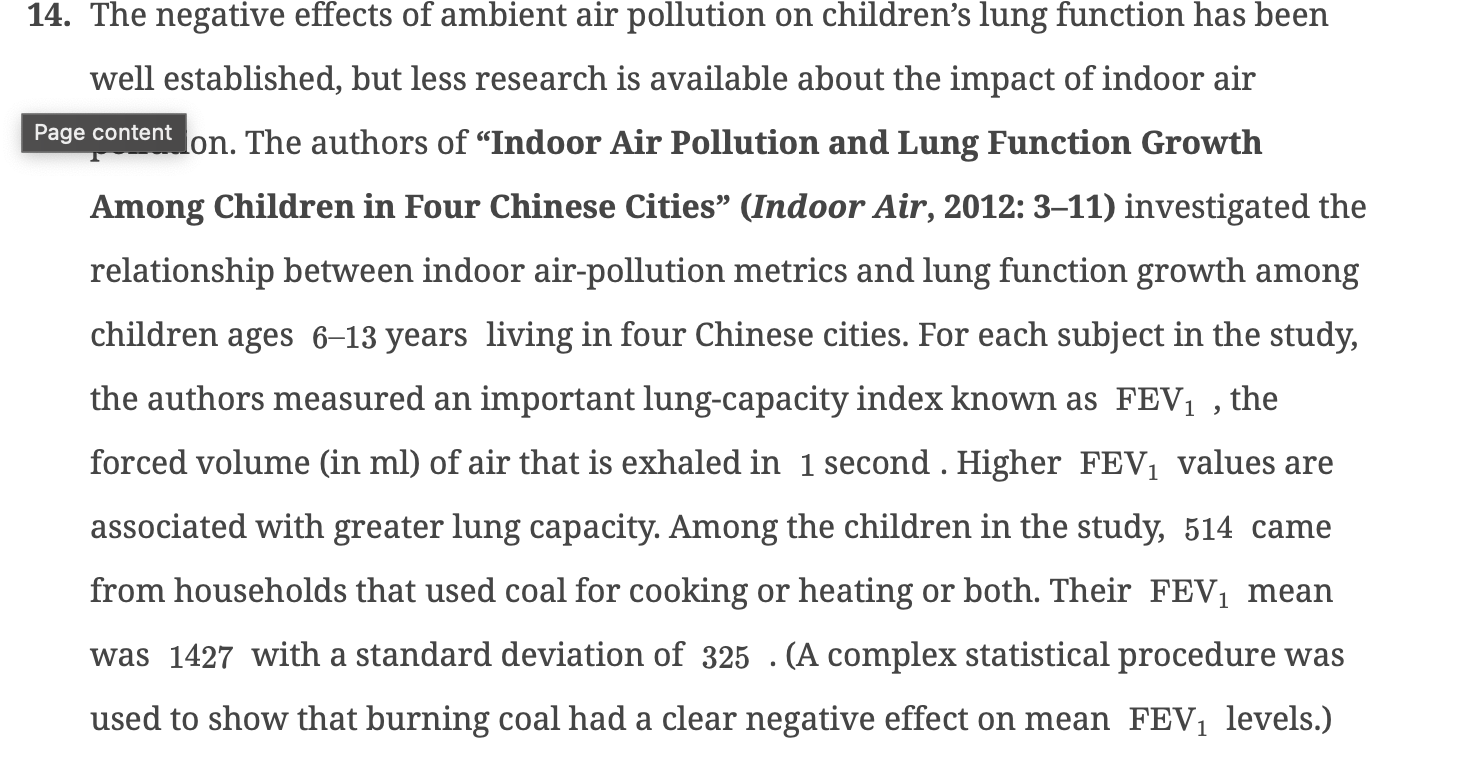 14. The negative effects of ambient air pollution on children’s lung function has been
well established, but less research is available about the impact of indoor air
Page content
on. The authors of “Indoor Air Pollution and Lung Function Growth
Among Children in Four Chinese Cities” (Indoor Air, 2012: 3–11) investigated the
relationship between indoor air-pollution metrics and lung function growth among
children ages 6–13 years living in four Chinese cities. For each subject in the study,
the authors measured an important lung-capacity index known as FEV₁ , the
forced volume (in ml) of air that is exhaled in 1 second . Higher FEV₁ values are
associated with greater lung capacity. Among the children in the study, 514 came
from households that used coal for cooking or heating or both. Their FEV₁ mean
was 1427 with a standard deviation of 325 . (A complex statistical procedure was
used to show that burning coal had a clear negative effect on mean FEV₁ levels.)